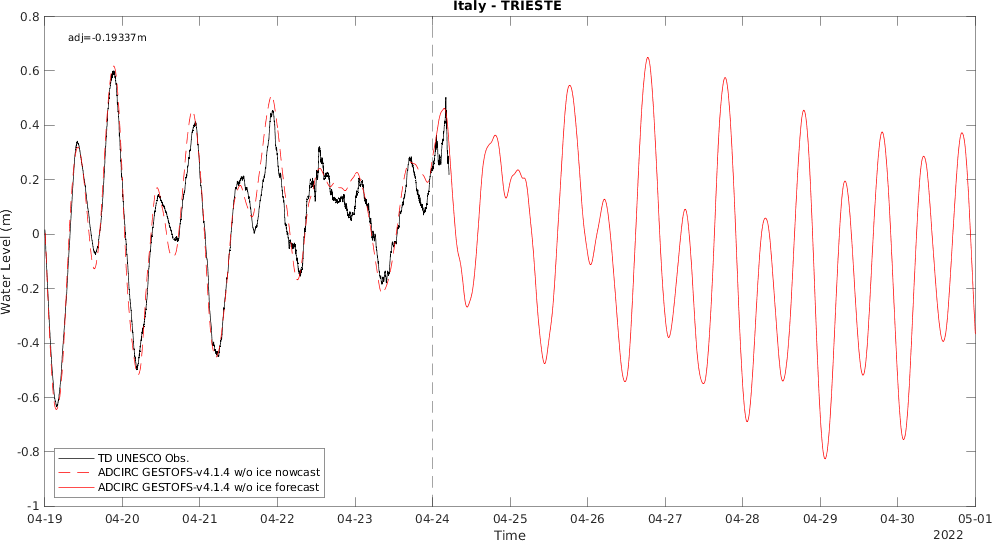 Italy - TRIESTE
adj=-0.19337m
0.8
0.6
0.4
0.2
0
-0.2
-0.4
-0.6
-0.8
-1
Water Level (m)
TD UNESCO Obs.
ADCIRC GESTOFS-v4.1.4 w/o ice nowcast
ADCIRC GESTOFS-v4.1.4 w/o ice forecast
04-19 04-20 04-21 04-22 04-23 04-24 04-25 04-26 04-27 04-28 04-29 04-30 05-01
Time
2022